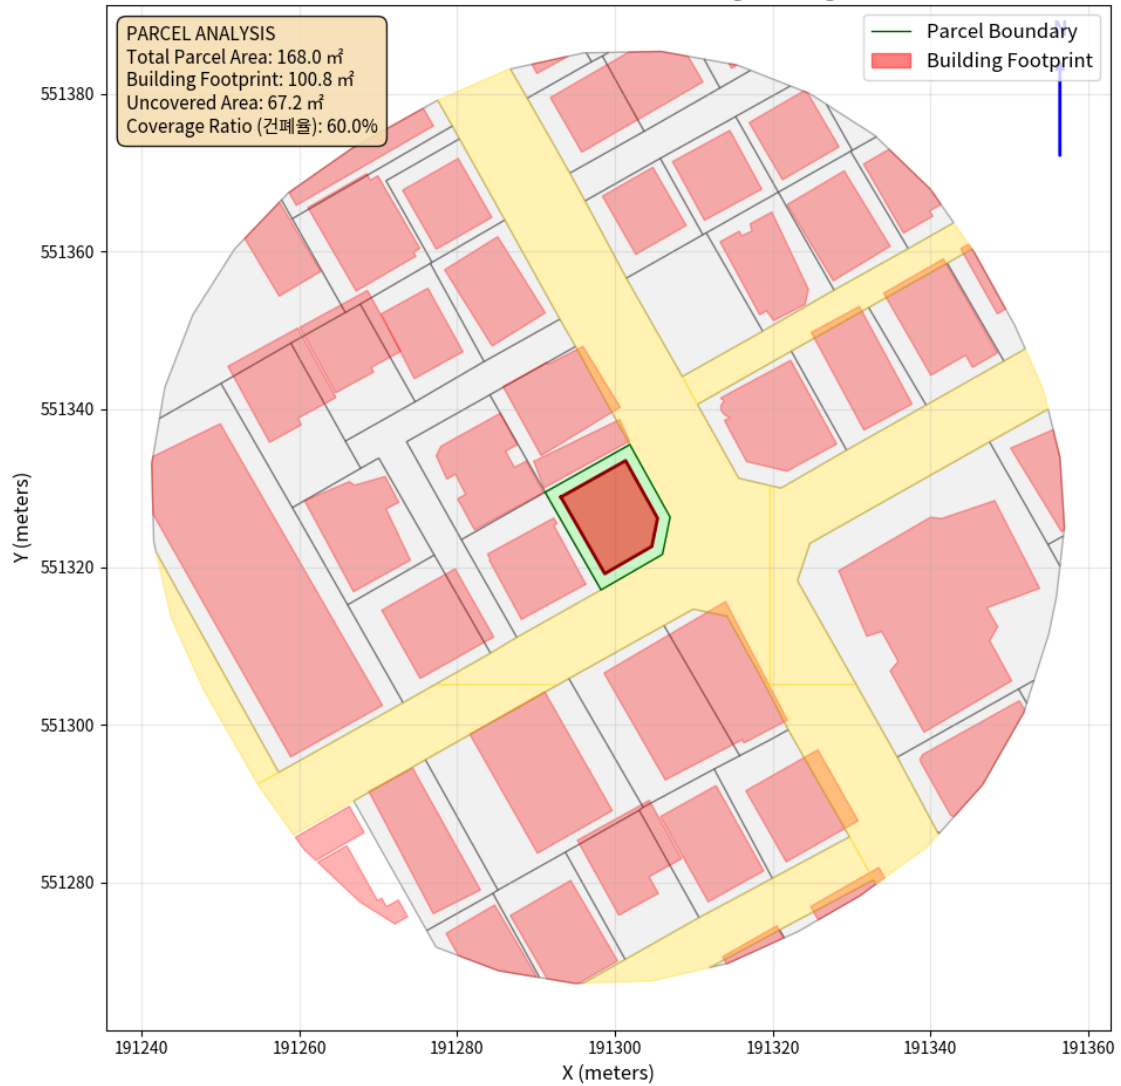 PARCEL ANALYSIS
Total Parcel Area: 168.0 ㎡
Building Footprint: 100.8 ㎡
Uncovered Area: 67.2 ㎡
Coverage Ratio (건폐율): 60.0%
N
Parcel Boundary
Building Footprint
551380
551360
551340
551320
551300
551280
Y (meters)
191240
191260
191280
191300
191320
191340
191360
X (meters)